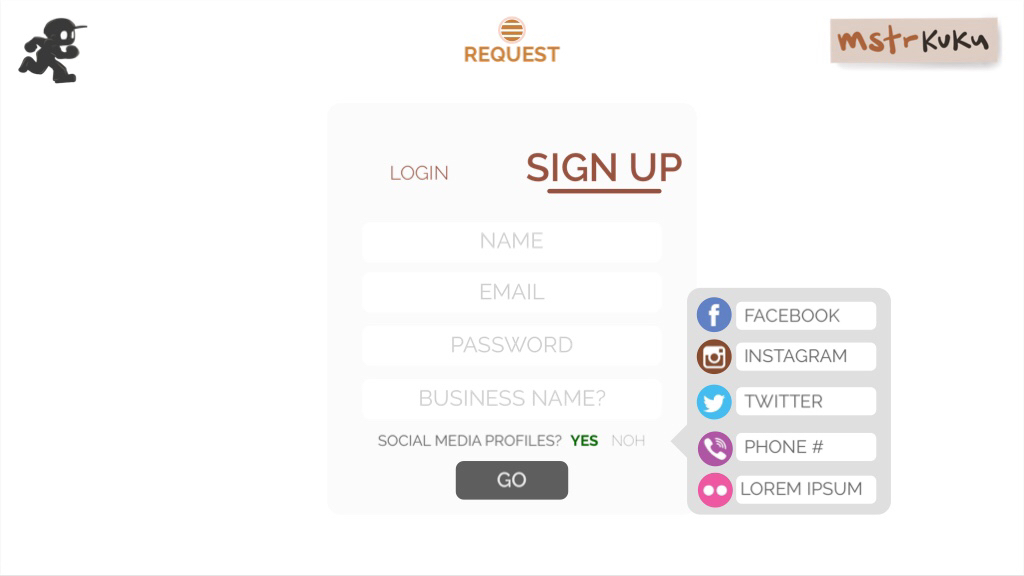 REQUEST
mstrkuku
LOGIN
SIGN UP
NAME
EMAIL
PASSWORD
BUSINESS NAME?
SOCIAL MEDIA PROFILES? YES NOH
GO
FACEBOOK
INSTAGRAM
TWITTER
PHONE #
LOREM IPSUM